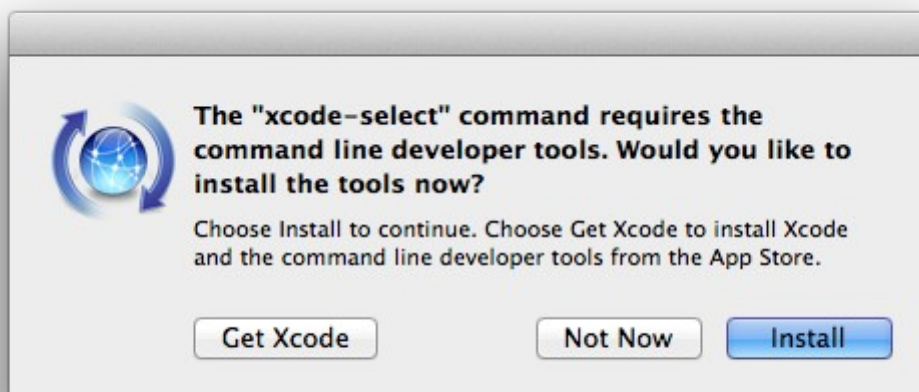 The "xcode-select" command requires the
command line developer tools. Would you like to
install the tools now?
Choose Install to continue. Choose Get Xcode to install Xcode
and the command line developer tools from the App Store.
Get Xcode
Not Now
Install